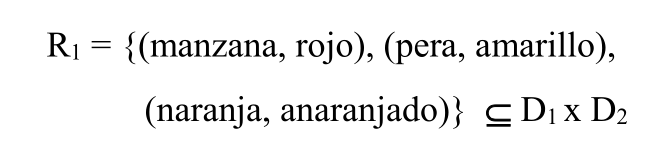 R₁ = {(manzana, rojo), (pera, amarillo),
(naranja, anaranjado)} ⊆ D₁ x D₂